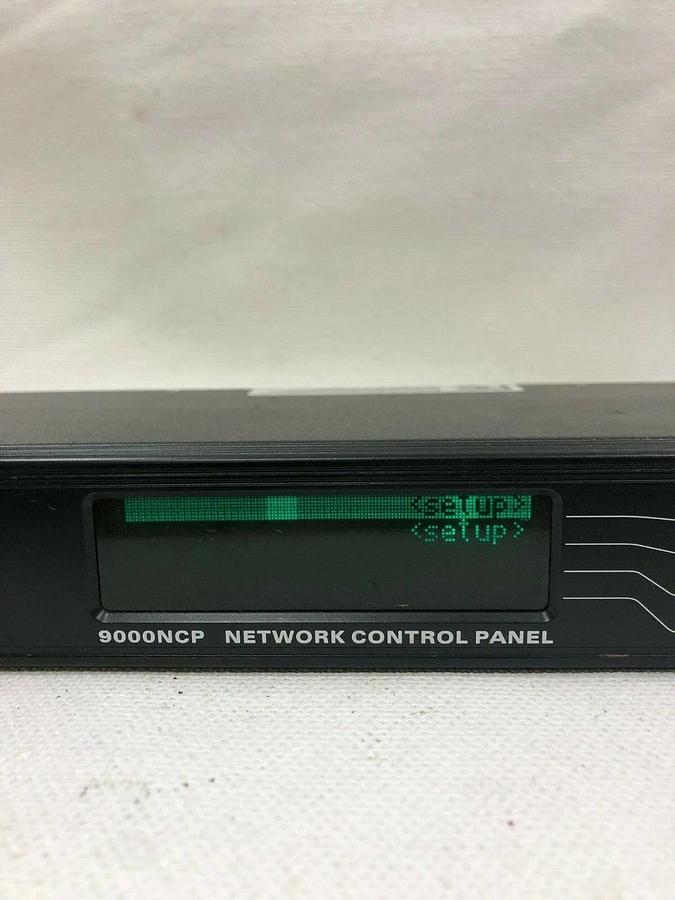 <setup>
<setup>
9000NCP NETWORK CONTROL PANEL